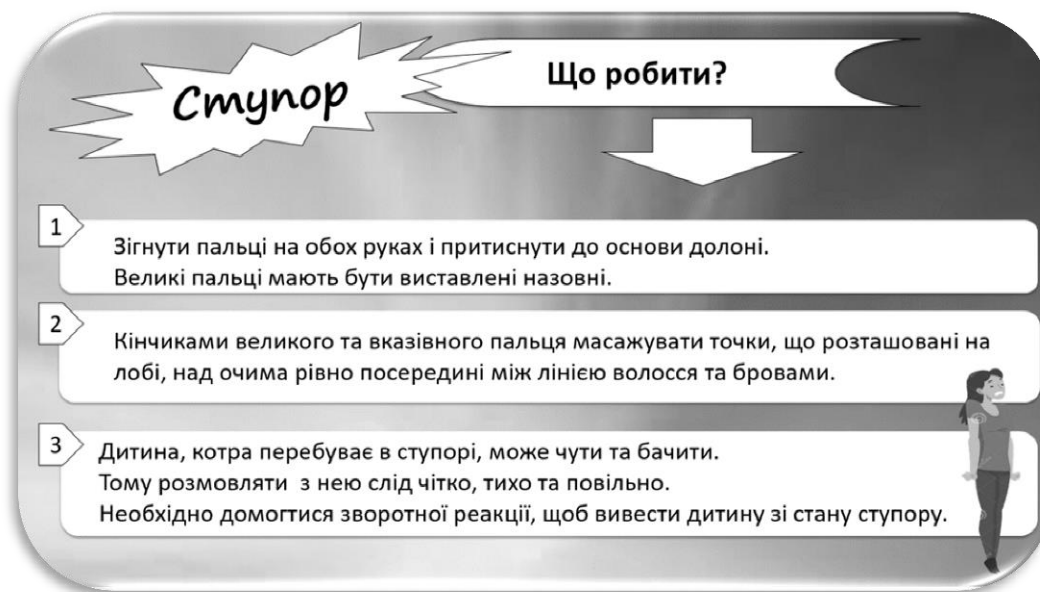 Ступор
Що робити?
1
Зігнути пальці на обох руках і притиснути до основи долоні.
Великі пальці мають бути виставлені назовні.
2
Кінчиками великого та вказівного пальця масажувати точки, що розташовані на
лобі, над очима рівно посередині між лінією волосся та бровами.
3
Дитина, котра перебуває в ступорі, може чути та бачити.
Тому розмовляти з нею слід чітко, тихо та повільно.
Необхідно домогтися зворотної реакції, щоб вивести дитину зі стану ступору.